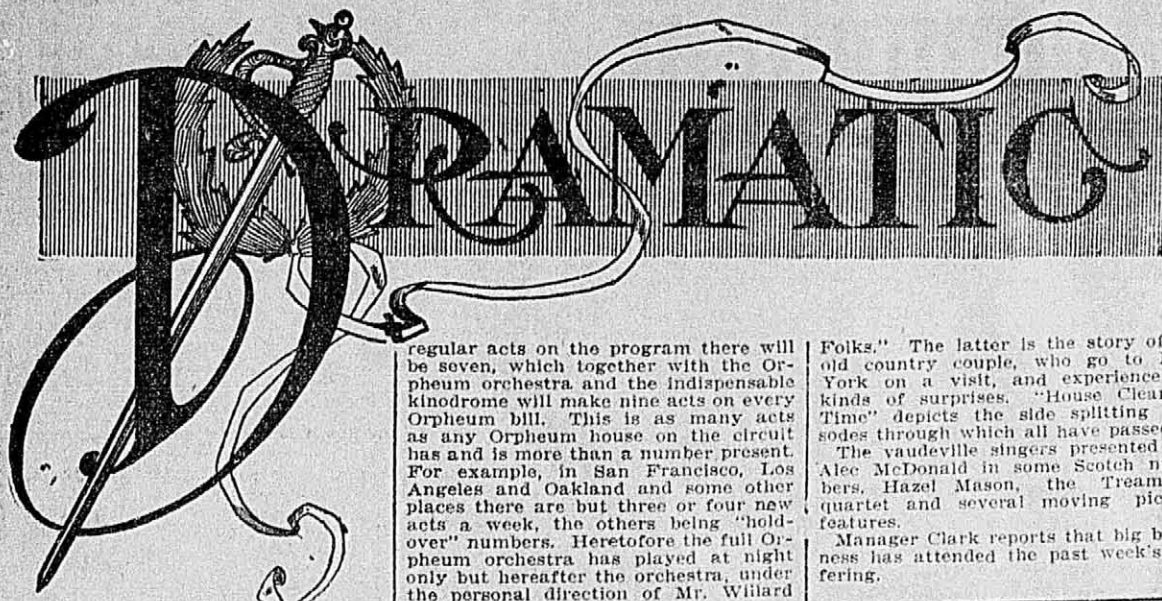 DRAMATIC
regular acts on the program there will
be seven, which together with the Or-
pheum orchestra and the indispensable
kinodrome will make nine acts on every
Orpheum bill. This is as many acts
as any Orpheum house on the circuit
has and is more than a number present.
For example, in San Francisco, Los
Angeles and Oakland and some other
places there are but three or four new
acts a week, the others being "hold-
over" numbers. Heretofore the full Or-
pheum orchestra has played at night
only but hereafter the orchestra, under
the personal direction of Mr. Willard
Folks." The latter is the story of
old country couple, who go to
York on a visit, and experience
kinds of surprises. "House Clean
Time" depicts the side splitting
sodes through which all have passe
The vaudeville singers presented
Alec McDonald in some Scotch n
bers, Hazel Mason, the Tream
quartet and several moving pic
features.
Manager Clark reports that big b
ness has attended the past week's
fering.